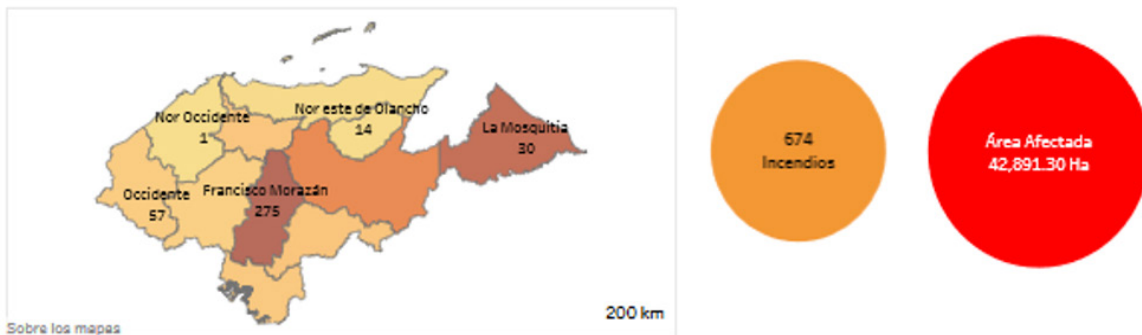 Nor Occidente
1
Nor este de Olancho
14
La Mosquitia
30
Occidente
57
Francisco Morazán
275
200 km
Sobre los mapas
674
Incendios
Área Afectada
42,891.30 Ha